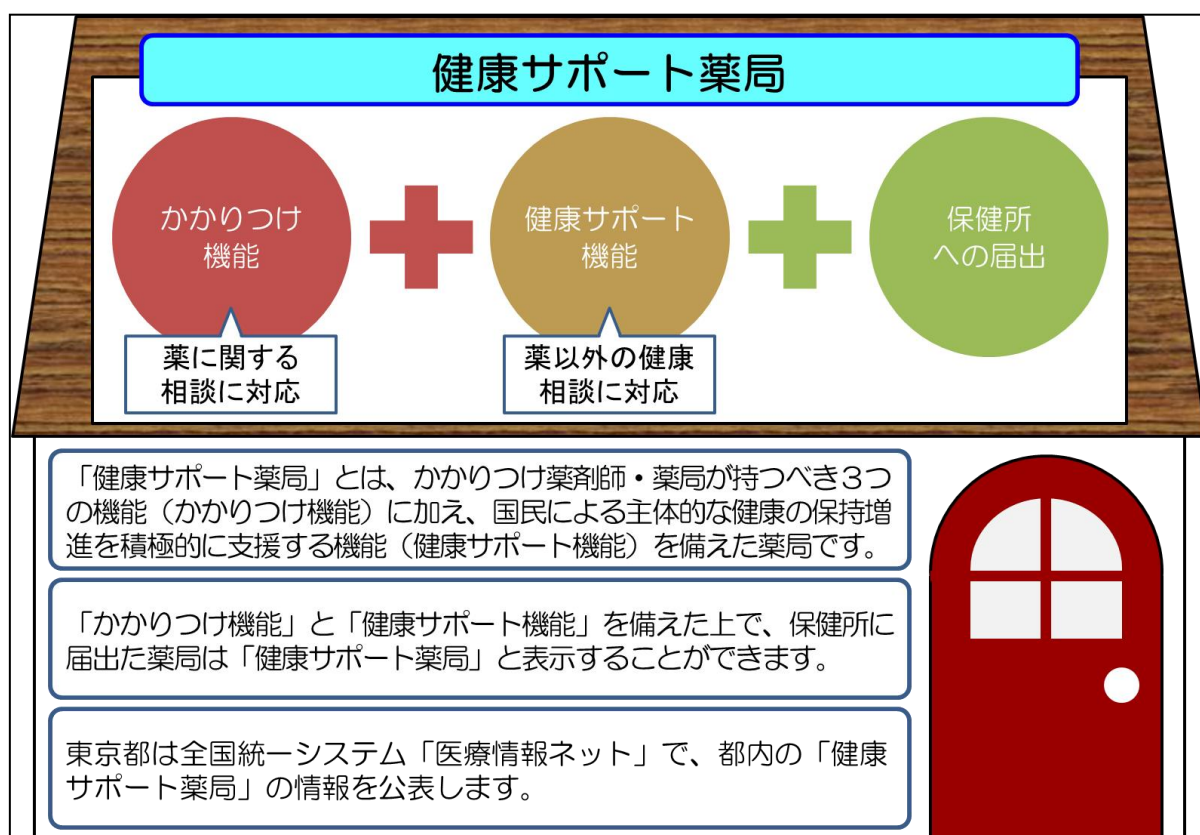 健康サポート薬局
かかりつけ
機能
健康サポート
機能
保健所
への届出
薬に関する
相談に対応
薬以外の健康
相談に対応
「健康サポート薬局」とは、かかりつけ薬剤師・薬局が持つべき３つ
の機能（かかりつけ機能）に加え、国民による主体的な健康の保持増
進を積極的に支援する機能（健康サポート機能）を備えた薬局です。
「かかりつけ機能」と「健康サポート機能」を備えた上で、保健所に
届出た薬局は「健康サポート薬局」と表示することができます。
東京都は全国統一システム「医療情報ネット」で、都内の「健康
サポート薬局」の情報を公表します。